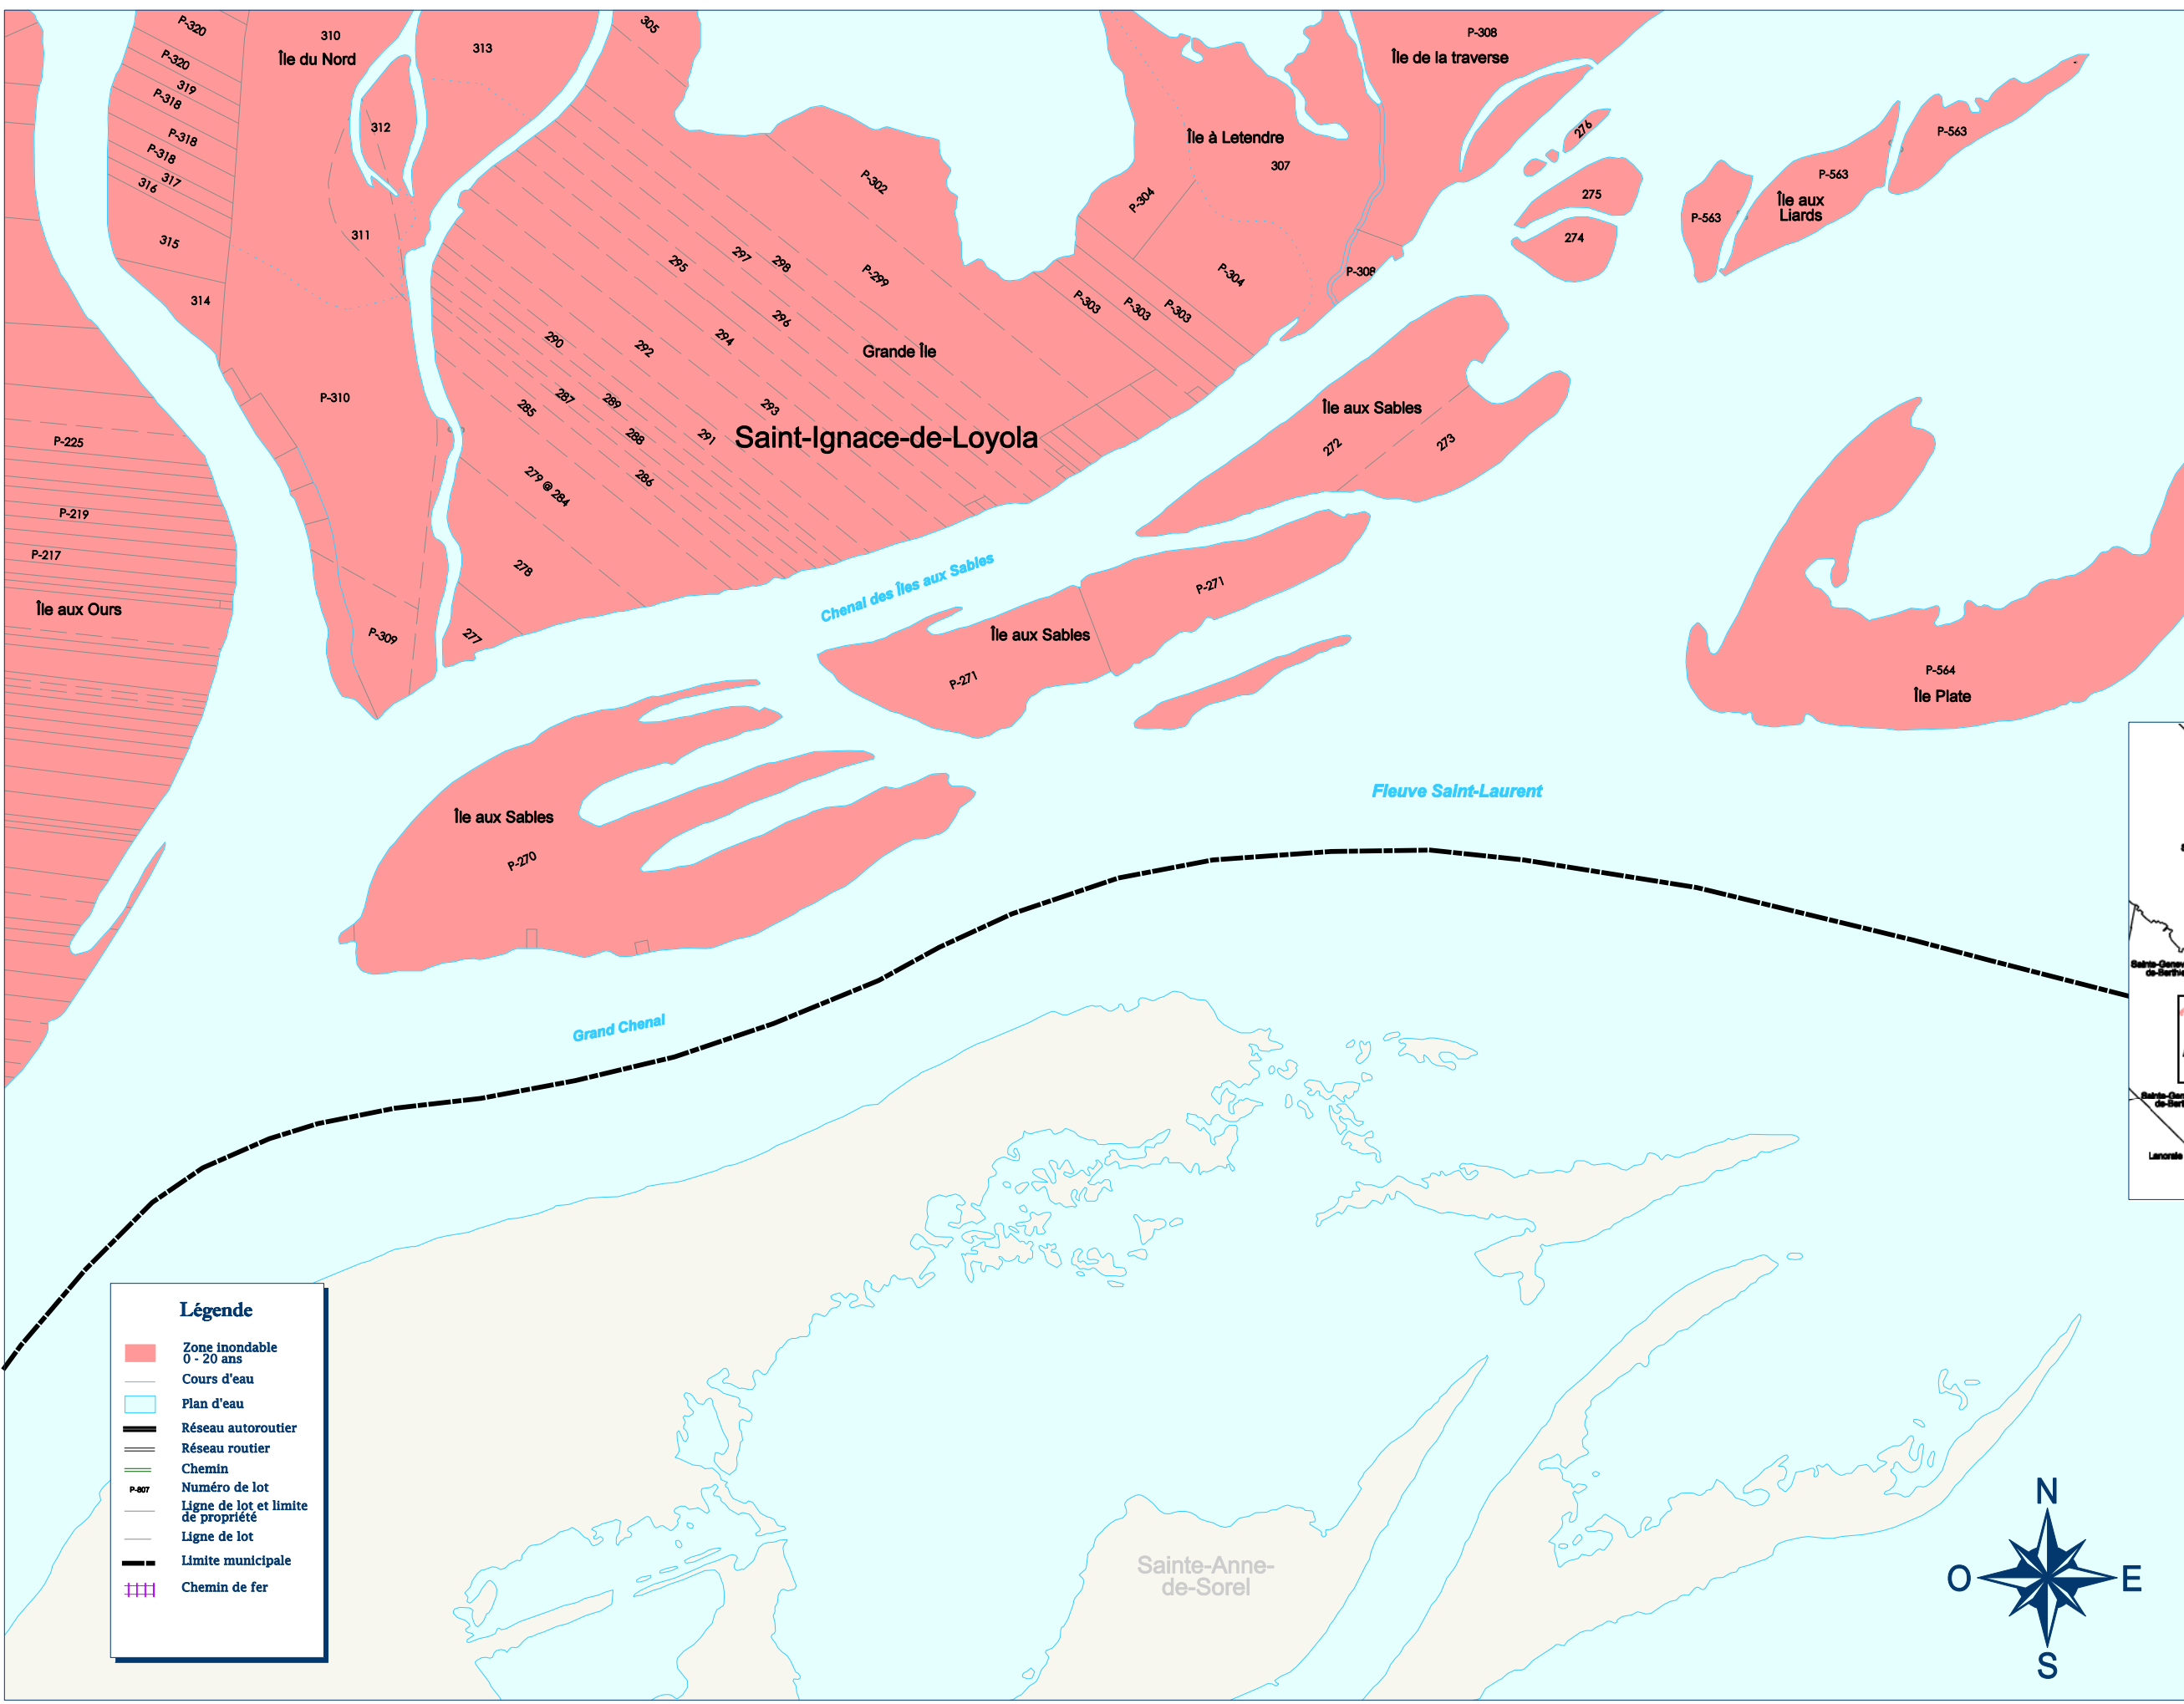 P-320
310
Île du Nord
313
305
P-308
Île de la traverse
P-320
319
P-318
312
P-318
P-318
317
316
Île à Letendre
307
276
P-563
P-563
Île aux
Liards
P-302
P-304
275
P-563
274
315
311
295
297
298
P-299
P-304
P-308
314
P-303
P-303
P-303
290
292
294
296
Grande Île
P-310
285
287
289
293
Île aux Sables
272
273
P-225
288
291
Saint-Ignace-de-Loyola
279 @ 284
286
P-219
P-217
278
Chenal des Îles aux Sables
P-271
Île aux Ours
P-309
277
Île aux Sables
P-271
P-564
Île Plate
Fleuve Saint-Laurent
Île aux Sables
P-270
Grand Chenal
Lanoraie
Légende
Zone inondable
0 - 20 ans
Cours d'eau
Plan d'eau
Réseau autoroutier
Réseau routier
Chemin
P-807
Numéro de lot
Ligne de lot et limite
de propriété
Ligne de lot
Limite municipale
Chemin de fer
Sainte-Anne-
de-Sorel
N
O
E
S